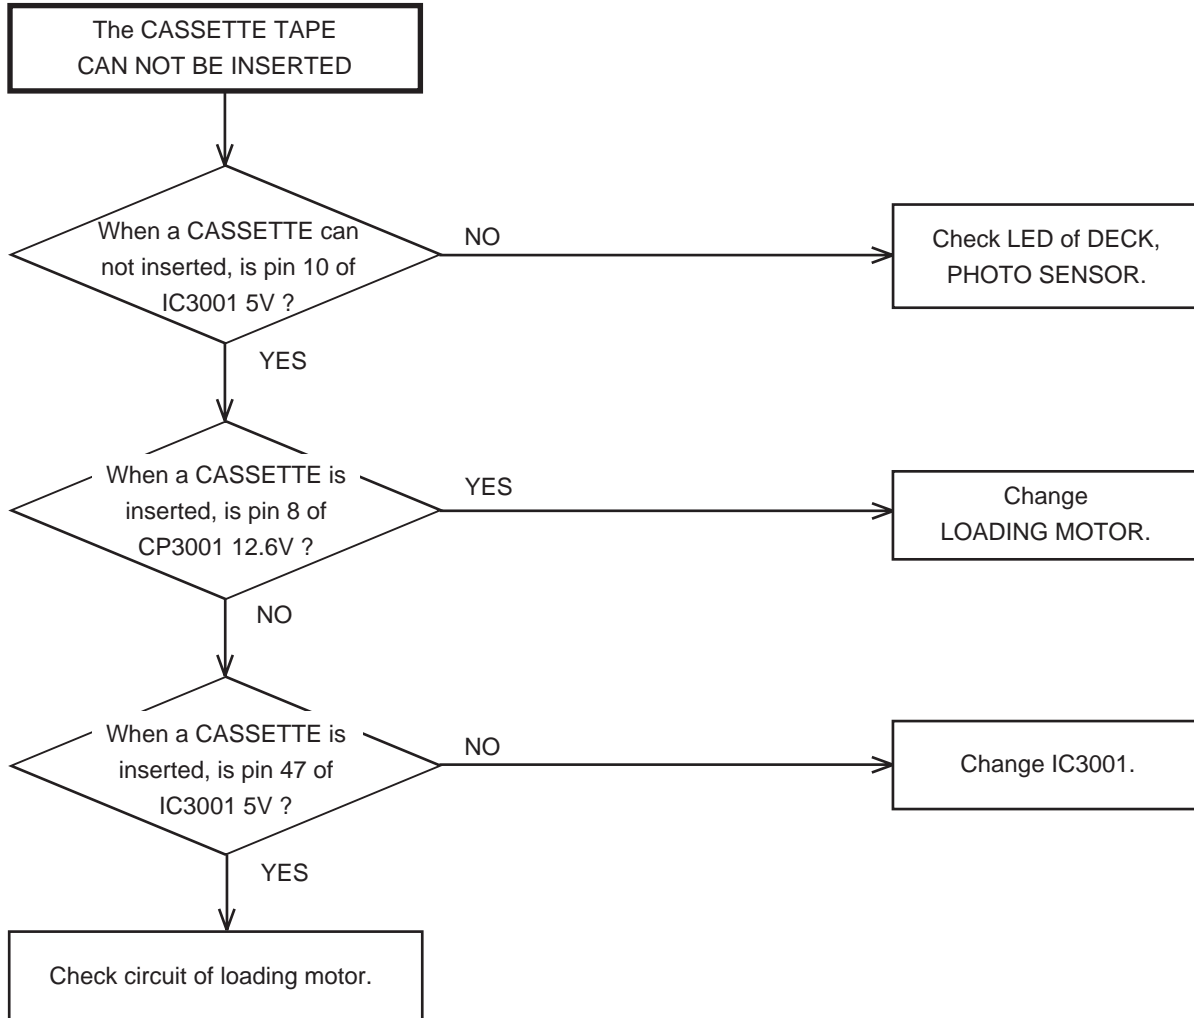 The CASSETTE TAPE
CAN NOT BE INSERTED
When a CASSETTE can
not inserted, is pin 10 of
IC3001 5V ?
NO
Check LED of DECK,
PHOTO SENSOR.
YES
When a CASSETTE is
inserted, is pin 8 of
CP3001 12.6V ?
YES
Change
LOADING MOTOR.
NO
When a CASSETTE is
inserted, is pin 47 of
IC3001 5V ?
NO
Change IC3001.
YES
Check circuit of loading motor.